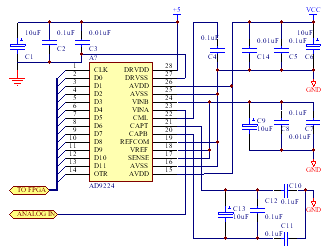 +5
VCC
10uF
0.1uF
0.01uF
0.1uF
0.01uF
0.1uF
10uF
C1
C2
C3
C4
C14
C5
C6
A7
GND
1 CLK DRVDD 28
2 D0 DRVSS 27
3 D1 AVDD 26
4 D2 AVSS 25
5 D3 VINB 24
6 D4 VINA 23
7 D5 CML 22
8 D6 CAPT 21
9 D7 CAPB 20
10 D8 REFCOM 19
11 D9 VREF 18
12 D10 SENSE 17
13 D11 AVSS 16
14 OTR AVDD 15
AD9224
C9
10uF
C8
0.1uF
C7
0.01uF
GND
TO FPGA
ANALOG IN
C10
0.1uF
C12
0.1uF
C13
10uF
GND
C11
0.1uF